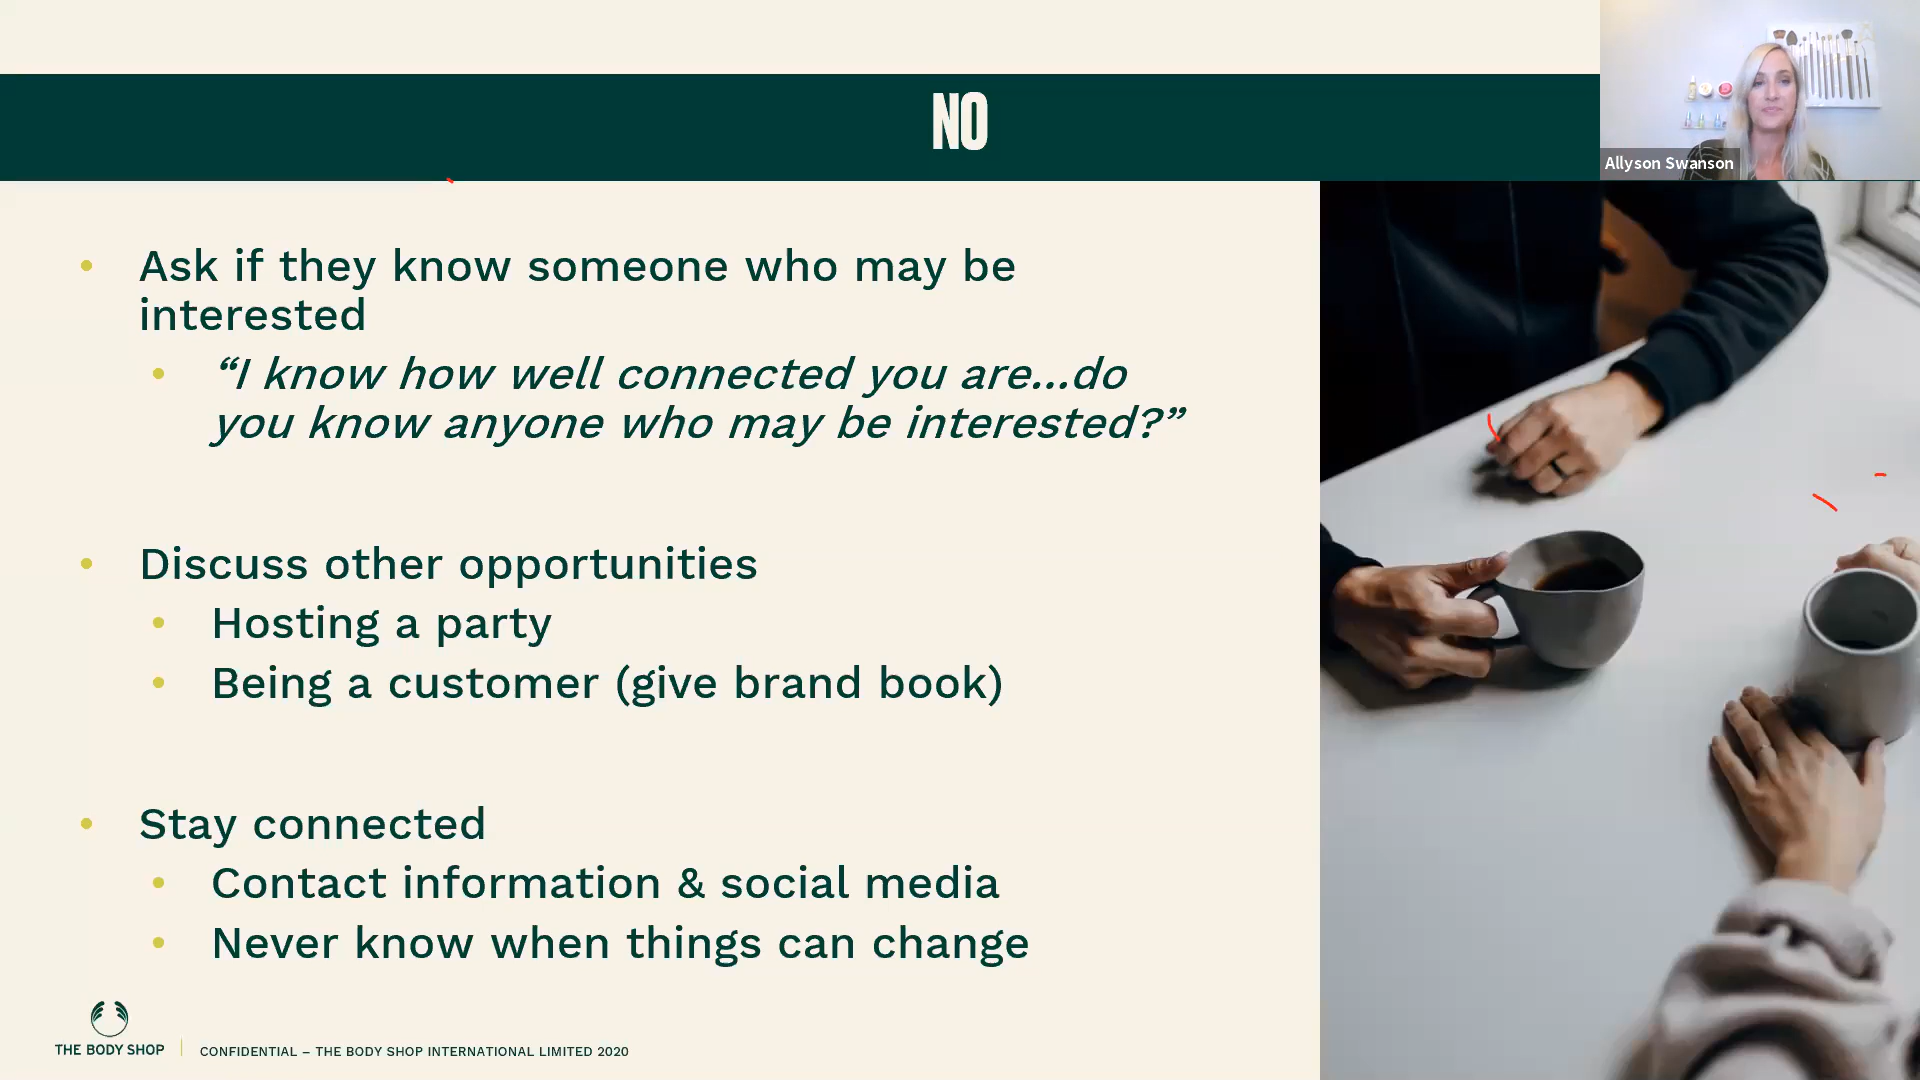 NO
Allyson Swanson
• Ask if they know someone who may be
interested
• “I know how well connected you are...do
you know anyone who may be interested?”
• Discuss other opportunities
• Hosting a party
• Being a customer (give brand book)
• Stay connected
• Contact information & social media
• Never know when things can change
THE BODY SHOP
CONFIDENTIAL – THE BODY SHOP INTERNATIONAL LIMITED 2020